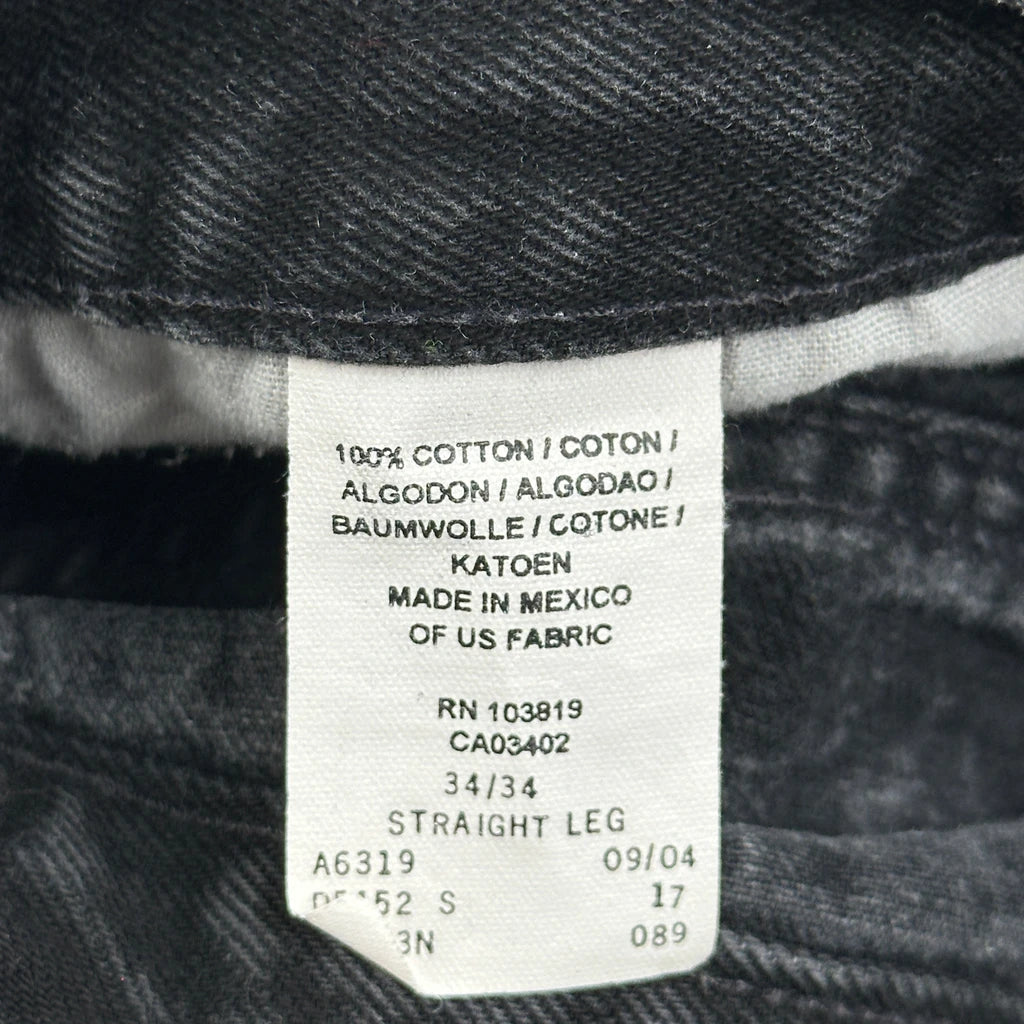 100% COTTON / COTON /
ALGODON / ALGODAO /
BAUMWOLLE / COTONE /
KATOEN
MADE IN MEXICO
OF US FABRIC
RN 103819
CA03402
34/34
STRAIGHT LEG
A6319 09/04
S 17
089